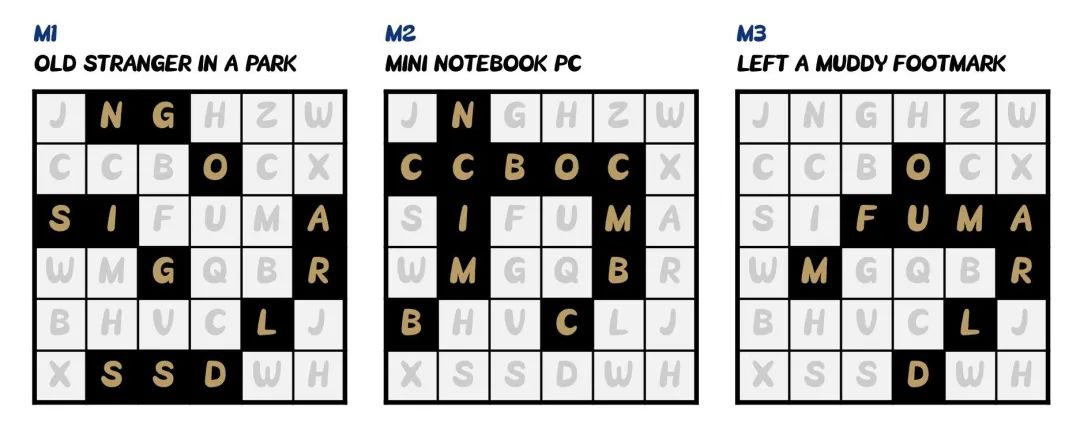 M1
OLD STRANGER IN A PARK
J N G H Z W
C C B O C X
S I F U M A
W M G Q B R
B H V C L J
X S S D W H
M2
MINI NOTEBOOK PC
J N G H Z W
C C B O C X
S I F U M A
W M G Q B R
B H V C L J
X S S D W H
M3
LEFT A MUDDY FOOTMARK
J N G H Z W
C C B O C X
S I F U M A
W M G Q B R
B H V C L J
X S S D W H